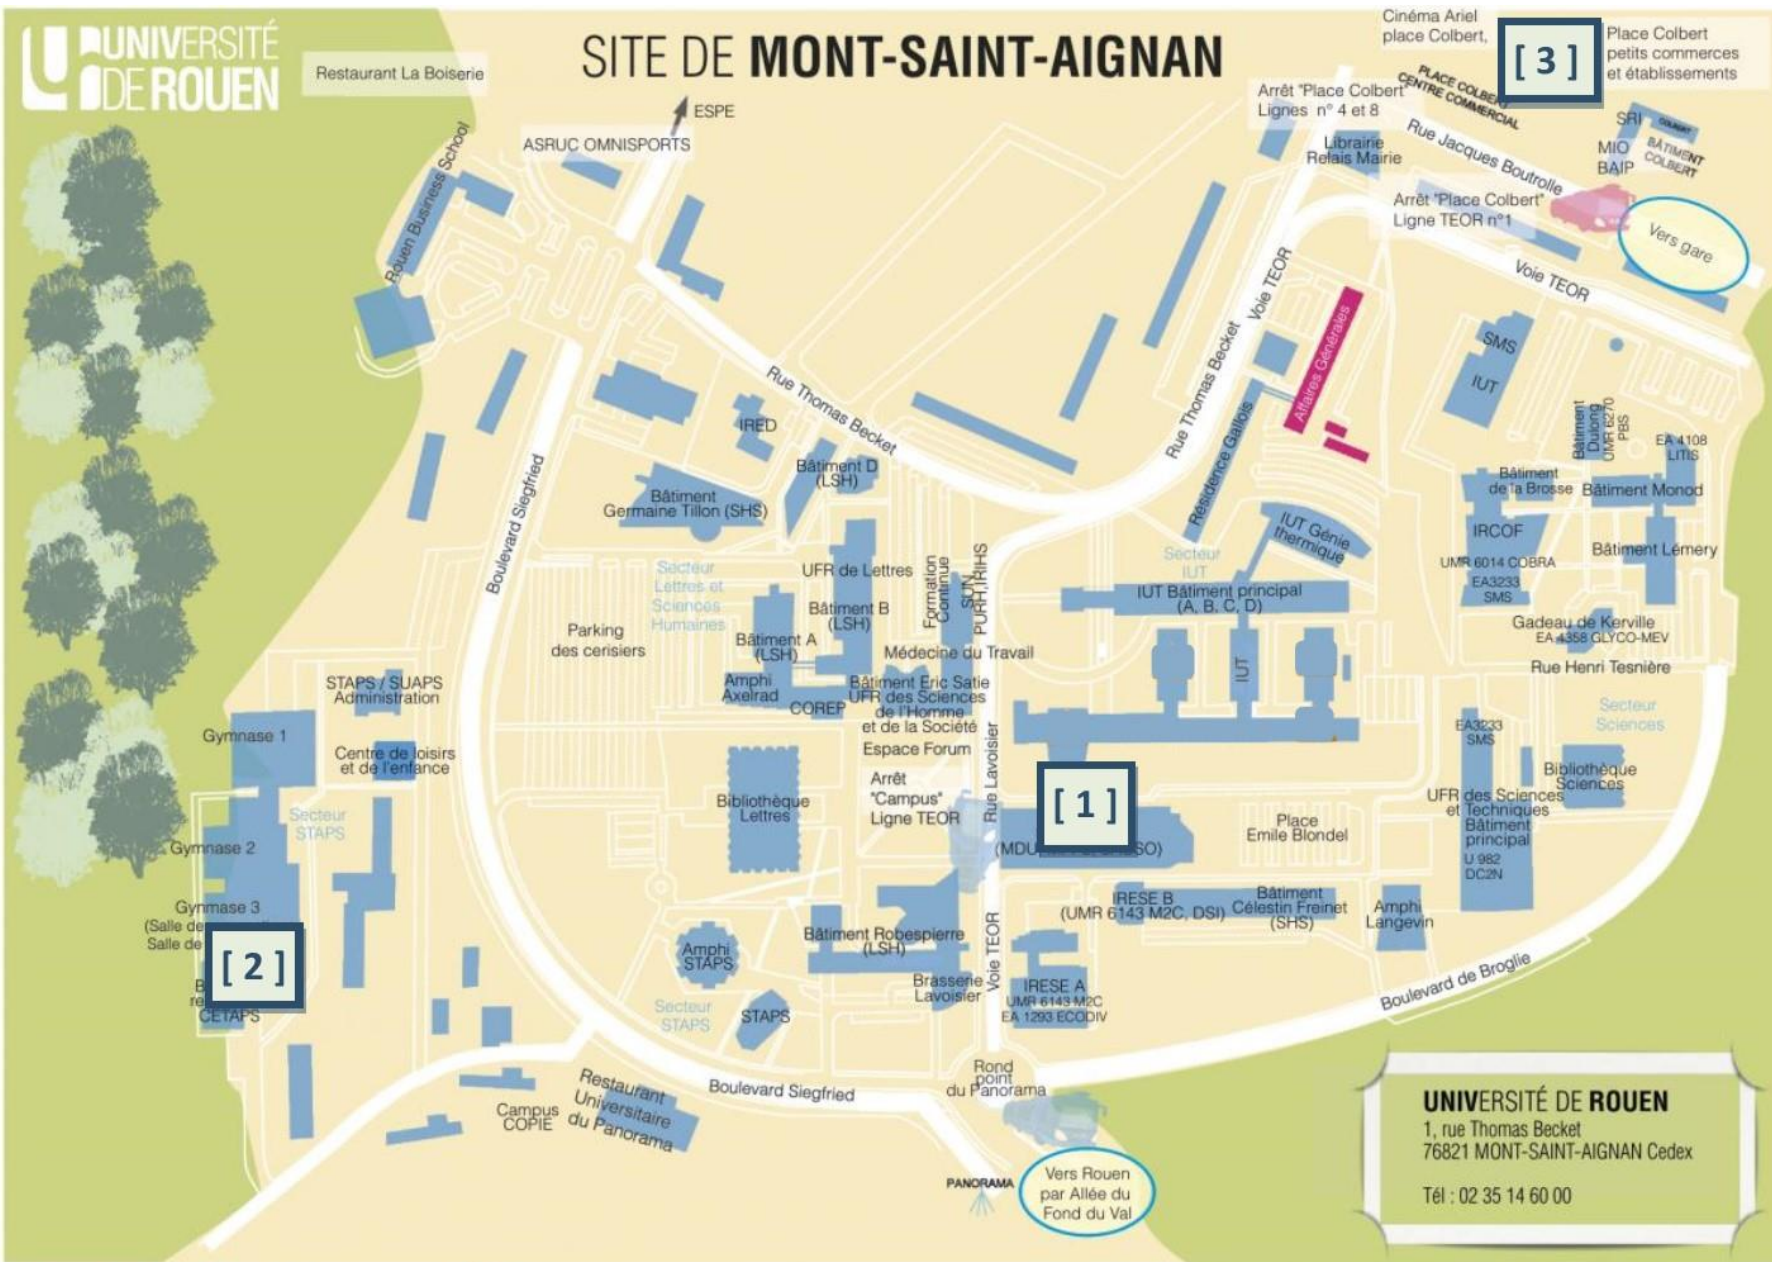 UNIVERSITÉ
DE ROUEN
Restaurant La Boiserie
SITE DE MONT-SAINT-AIGNAN
Cinéma Ariel
place Colbert,
[ 3 ]
Place Colbert
petits commerces
et établissements
PLACE COLBERT
CENTRE COMMERCIAL
Arrêt "Place Colbert"
Lignes n° 4 et 8
ESPE
ASRUC OMNISPORTS
Rouen Business School
Librairie
Relais Mairie
Rue Jacques Boutrolle
SRI
COLBERT
MIO
BAIP
BÂTIMENT
COLBERT
Arrêt "Place Colbert"
Ligne TEOR n°1
Vers gare
Voie TEOR
Voie TEOR
Rue Thomas Becket
Affaires Générales
SMS
IUT
Rue Thomas Becket
IRED
Résidence Gallois
Bâtiment
Dulong
UMR 6270
PBS
EA 4108
LITIS
Boulevard Siegfried
Bâtiment D
(LSH)
Bâtiment
Germaine Tillon (SHS)
Bâtiment
de la Brosse
Bâtiment Monod
IUT Génie
thermique
IRCOF
Bâtiment Lémery
UMR 6014 COBRA
EA3233
SMS
Secteur
Lettres et
Sciences
Humaines
UFR de Lettres
Formation
Continue
SUN
PURH,IRIHS
Secteur
IUT
IUT Bâtiment principal
(A, B, C, D)
Bâtiment B
(LSH)
Parking
des cerisiers
Bâtiment A
(LSH)
Médecine du Travail
IUT
Gadeau de Kerville
EA 4358 GLYCO-MEV
Rue Henri Tesnière
STAPS / SUAPS
Administration
Amphi
Axelrad
COREP
Bâtiment Eric Satie
UFR des Sciences
de l'Homme
et de la Société
Espace Forum
Rue Lavoisier
Secteur
Sciences
EA3233
SMS
Gymnase 1
Centre de loisirs
et de l'enfance
Bibliothèque
Lettres
Arrêt
"Campus"
Ligne TEOR
[ 1 ]
(MDU
SO)
Place
Emile Blondel
Bibliothèque
Sciences
UFR des Sciences
et Techniques
Bâtiment
principal
U 982
DC2N
Secteur
STAPS
Gymnase 2
Gynmase 3
(Salle de
Salle de
[ 2 ]
B
re
CETAPS
IRESE B
(UMR 6143 M2C, DSI)
Bâtiment
Célestin Freinet
(SHS)
Amphi
Langevin
Amphi
STAPS
Bâtiment Robespierre
(LSH)
Brasserie
Lavoisier
Voie TEOR
IRESE A
UMR 6143 M2C
EA 1293 ECODIV
Boulevard de Broglie
Secteur
STAPS
STAPS
Rond
point
du Panorama
Boulevard Siegfried
Campus
COPIE
Restaurant
Universitaire
du Panorama
PANORAMA
Vers Rouen
par Allée du
Fond du Val
UNIVERSITÉ DE ROUEN
1, rue Thomas Becket
76821 MONT-SAINT-AIGNAN Cedex
Tél : 02 35 14 60 00